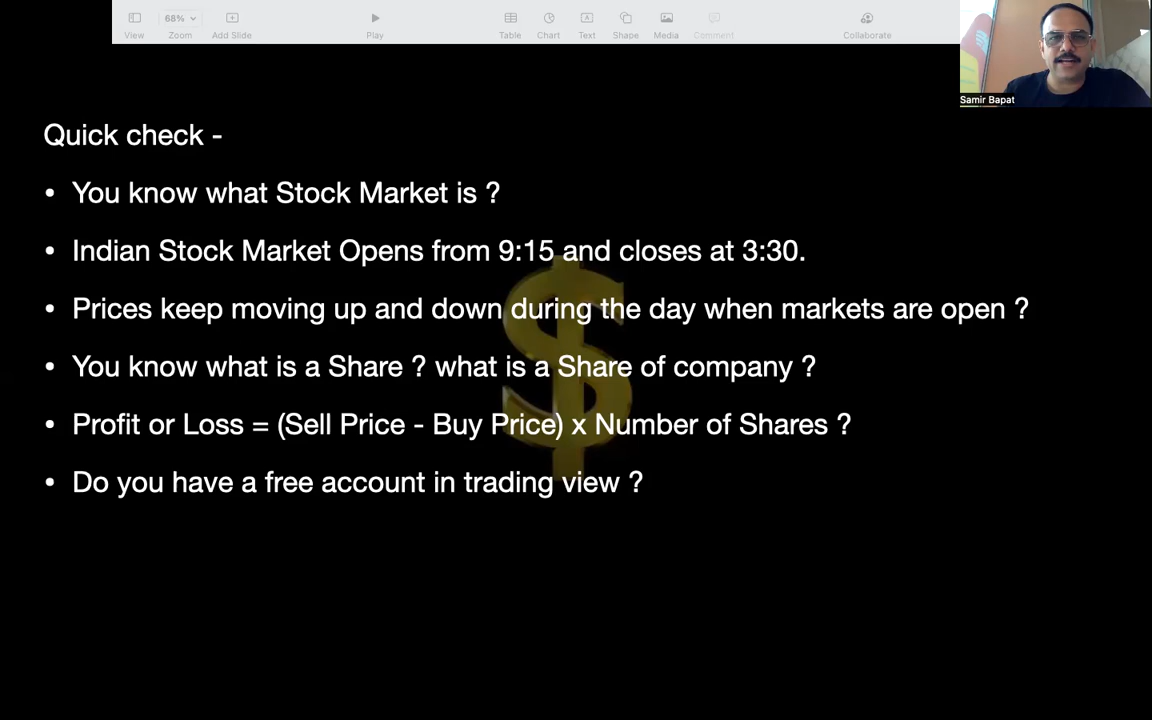 68%
View
Zoom
Add Slide
Play
Table
Chart
Text
Shape
Media
Comment
Collaborate
Samir Bapat
Quick check -
• You know what Stock Market is ?
• Indian Stock Market Opens from 9:15 and closes at 3:30.
• Prices keep moving up and down during the day when markets are open ?
• You know what is a Share ? what is a Share of company ?
• Profit or Loss = (Sell Price - Buy Price) x Number of Shares ?
• Do you have a free account in trading view ?